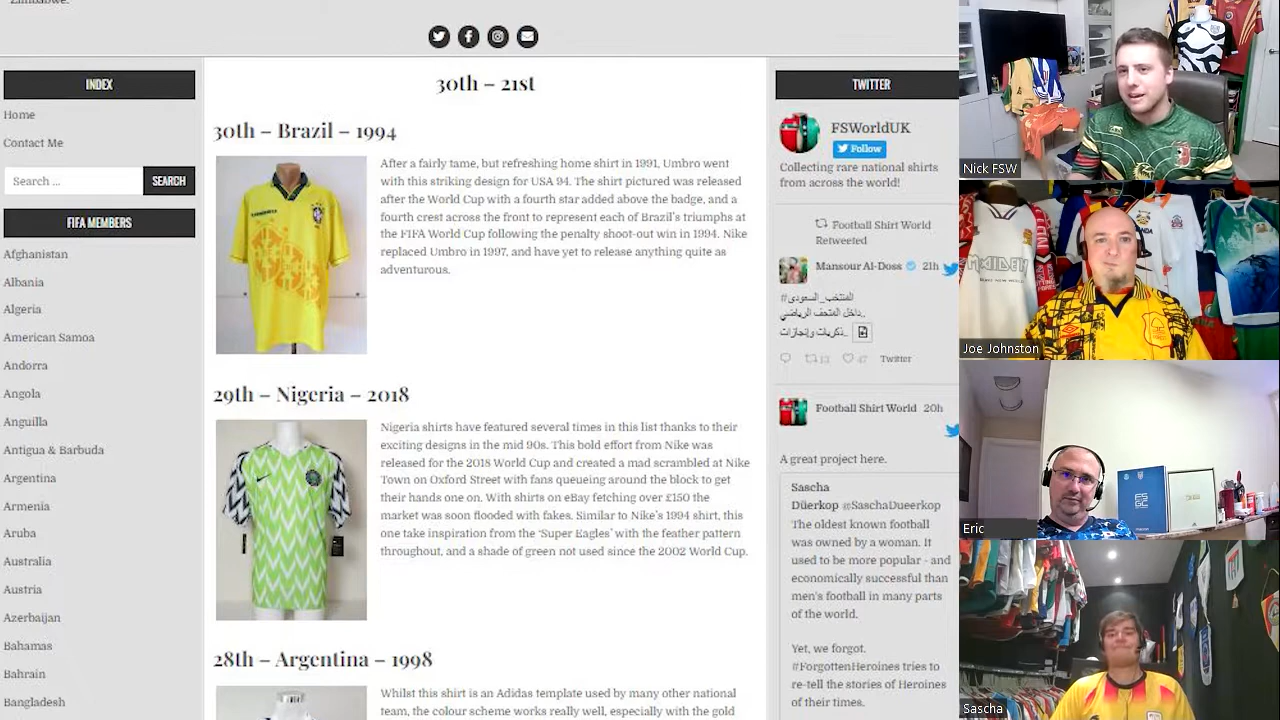 Zimbabwe.
INDEX
Home
Contact Me
Search ...
SEARCH
FIFA MEMBERS
Afghanistan
Albania
Algeria
American Samoa
Andorra
Angola
Anguilla
Antigua & Barbuda
Argentina
Armenia
Aruba
Australia
Austria
Azerbaijan
Bahamas
Bahrain
Bangladesh
30th – 21st
30th – Brazil – 1994
After a fairly tame, but refreshing home shirt in 1991, Umbro went
with this striking design for USA 94. The shirt pictured was released
after the World Cup with a fourth star added above the badge, and a
fourth crest across the front to represent each of Brazil's triumphs at
the FIFA World Cup following the penalty shoot-out win in 1994. Nike
replaced Umbro in 1997, and have yet to release anything quite as
adventurous.
29th – Nigeria – 2018
Nigeria shirts have featured several times in this list thanks to their
exciting designs in the mid 90s. This bold effort from Nike was
released for the 2018 World Cup and created a mad scrambled at Nike
Town on Oxford Street with fans queueing around the block to get
their hands one on. With shirts on eBay fetching over £150 the
market was soon flooded with fakes. Similar to Nike's 1994 shirt, this
one take inspiration from the 'Super Eagles' with the feather pattern
throughout, and a shade of green not used since the 2002 World Cup.
28th – Argentina – 1998
Whilst this shirt is an Adidas template used by many other national
team, the colour scheme works really well, especially with the gold
TWITTER
FSWorldUK
Follow
Collecting rare national shirts
from across the world!
Football Shirt World
Retweeted
Mansour Al-Doss 21h
#المنتخب_السعودي
داخل المتحف الرياضي..
ذكريات وإنجازات..
13 47 Twitter
Football Shirt World 20h
A great project here.
Sascha
Düerkop @SaschaDueerkop
The oldest known football
was owned by a woman. It
used to be more popular - and
economically successful than
men's football in many parts
of the world.
Yet, we forgot.
#ForgottenHeroines tries to
re-tell the stories of Heroines
of their times.
Nick FSW
Joe Johnston
Eric
Sascha